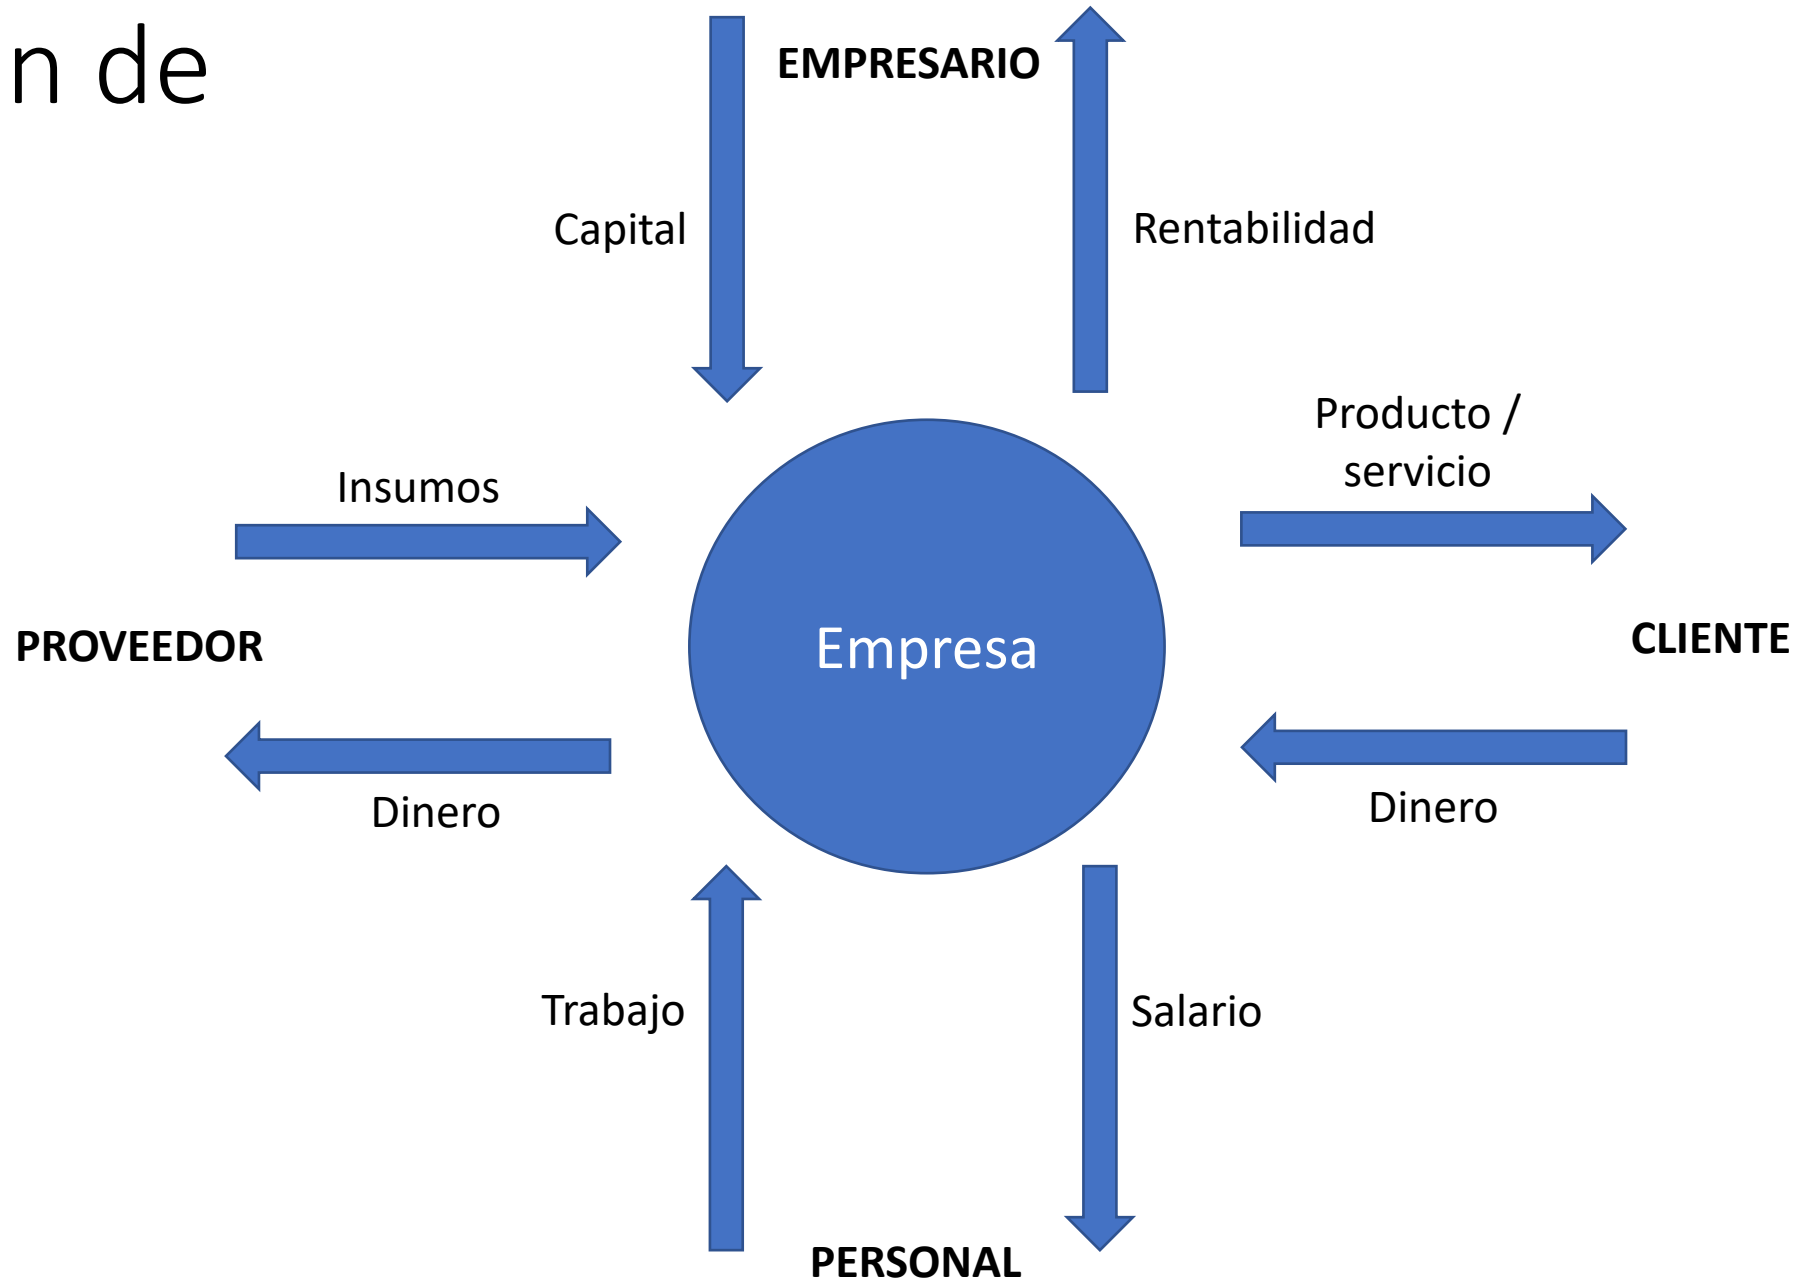 n de
EMPRESARIO
Capital
Rentabilidad
Producto /
servicio
Insumos
PROVEEDOR
Empresa
CLIENTE
Dinero
Dinero
Trabajo
Salario
PERSONAL